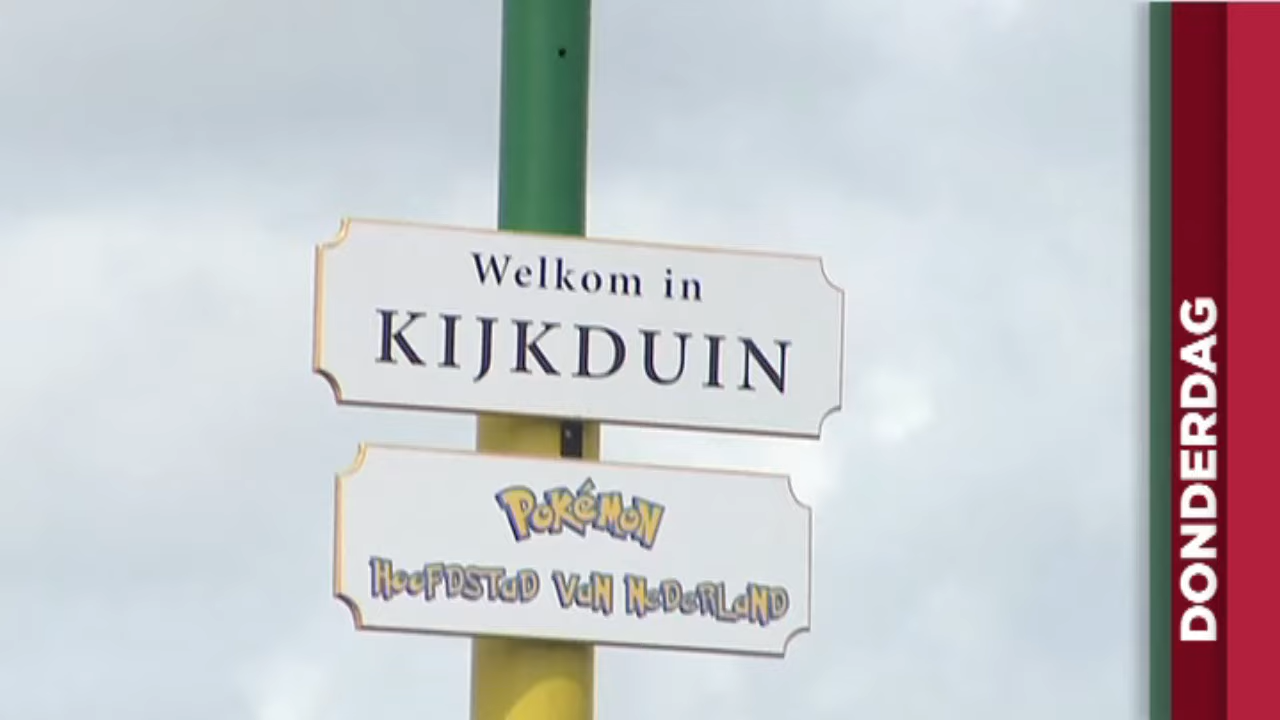 Welkom in
KIJKDUIN
POKÉMON
HOOFDSTAD VAN NEDERLAND
DONDERDAG